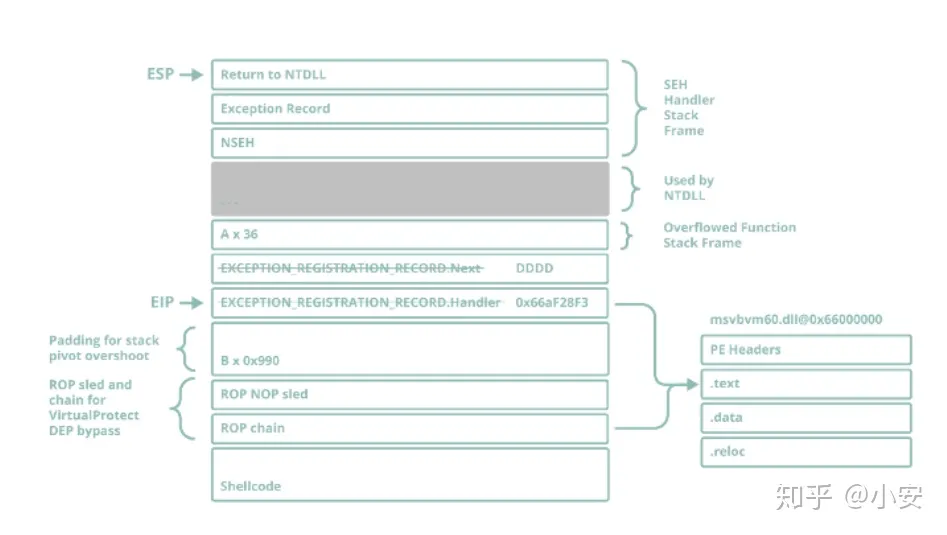 ESP
Return to NTDLL
Exception Record
NSEH
SEH
Handler
Stack
Frame
...
Used by
NTDLL
A x 36
Overflowed Function
Stack Frame
EXCEPTION_REGISTRATION_RECORD.Next DDDD
EIP
EXCEPTION_REGISTRATION_RECORD.Handler 0x66aF28F3
Padding for stack
pivot overshoot
B x 0x990
ROP sled and
chain for
VirtualProtect
DEP bypass
ROP NOP sled
ROP chain
Shellcode
msvbvm60.dll@0x66000000
PE Headers
.text
.data
.reloc
知乎 @小安